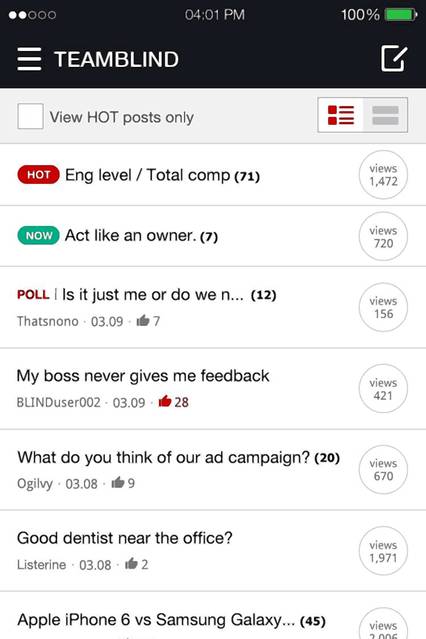 04:01 PM 100%
TEAMBLIND
View HOT posts only
HOT Eng level / Total comp (71)
views
1,472
NOW Act like an owner. (7)
views
720
POLL | Is it just me or do we n... (12)
Thatsnono · 03.09 · 7
views
156
My boss never gives me feedback
BLINDuser002 · 03.09 · 28
views
421
What do you think of our ad campaign? (20)
Ogilvy · 03.08 · 9
views
670
Good dentist near the office?
Listerine · 03.08 · 2
views
1,971
Apple iPhone 6 vs Samsung Galaxy... (45)
views